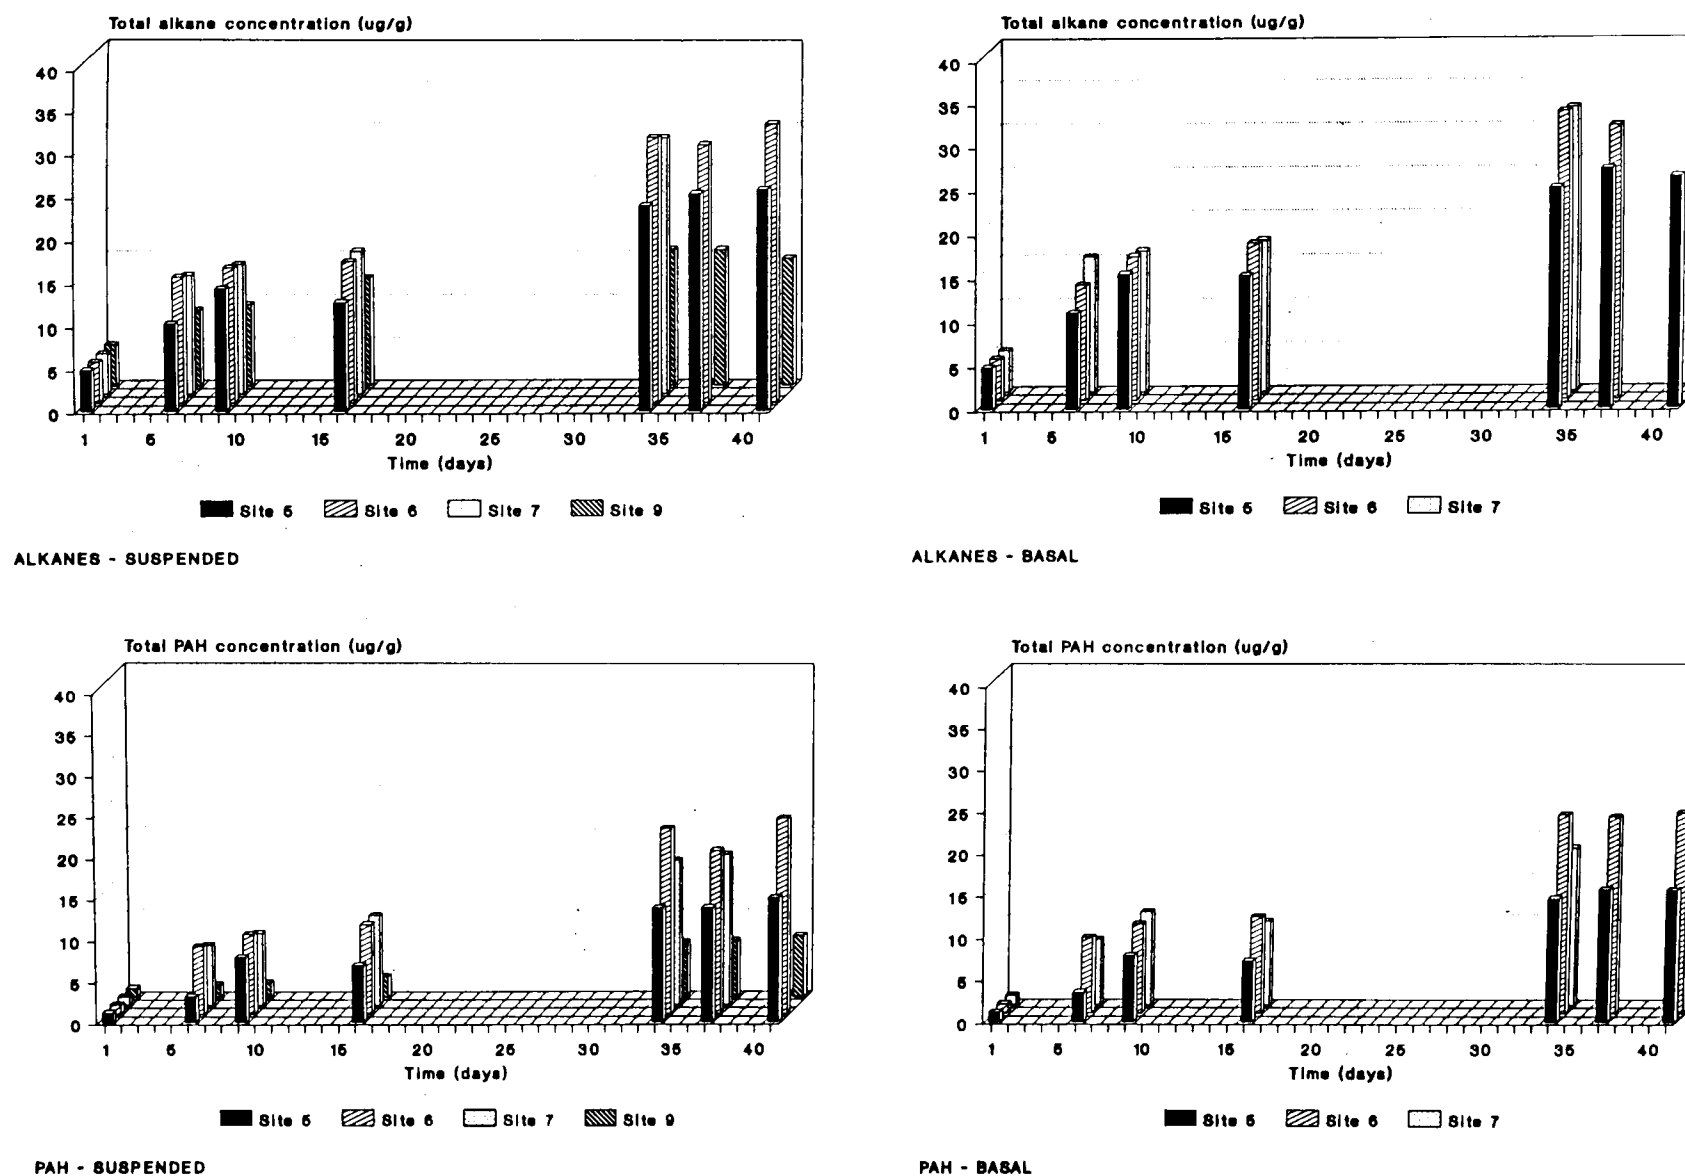 Total alkane concentration (ug/g)
40
35
30
25
20
15
10
5
0
1 5 10 15 20 25 30 35 40
Time (days)
Site 5 Site 6 Site 7 Site 9
ALKANES - SUSPENDED
Total alkane concentration (ug/g)
40
35
30
25
20
15
10
5
0
1 5 10 15 20 25 30 35 40
Time (days)
Site 5 Site 6 Site 7
ALKANES - BASAL
Total PAH concentration (ug/g)
40
35
30
25
20
15
10
5
0
1 5 10 15 20 25 30 35 40
Time (days)
Site 5 Site 6 Site 7 Site 9
PAH - SUSPENDED
Total PAH concentration (ug/g)
40
35
30
25
20
15
10
5
0
1 5 10 15 20 25 30 35 40
Time (days)
Site 5 Site 6 Site 7
PAH - BASAL